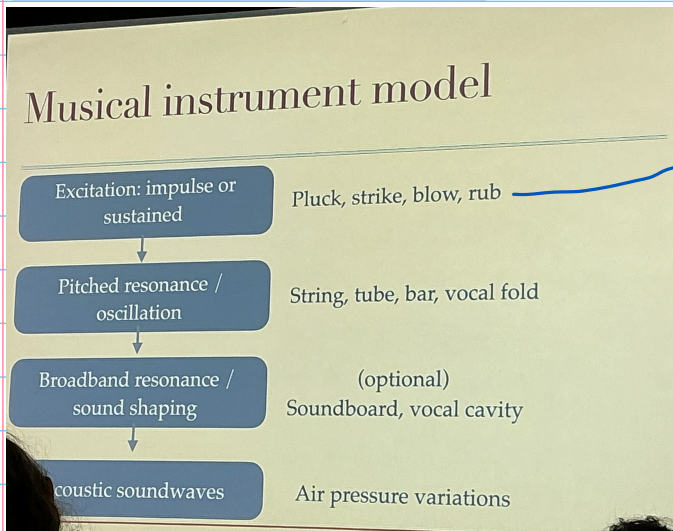 Musical instrument model
Excitation: impulse or
sustained
Pluck, strike, blow, rub
Pitched resonance /
oscillation
String, tube, bar, vocal fold
Broadband resonance /
sound shaping
(optional)
Soundboard, vocal cavity
coustic soundwaves
Air pressure variations